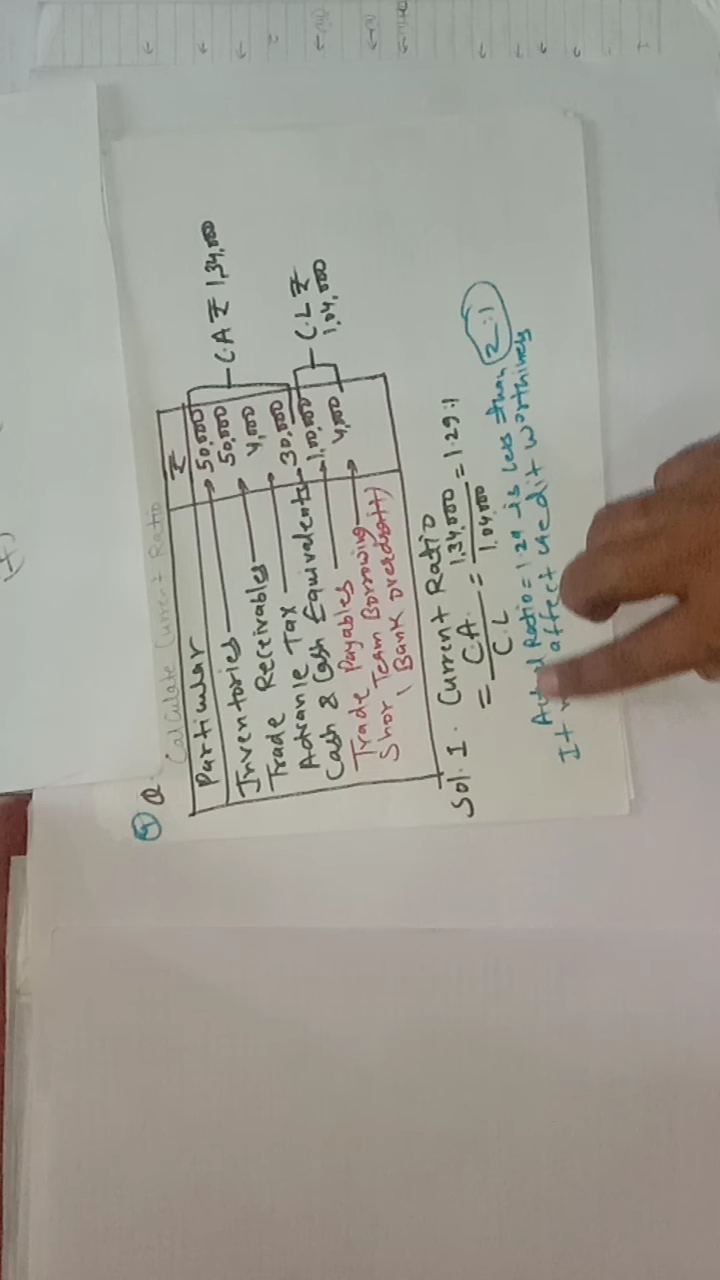 4 Q. Calculate Current Ratio
Particular ₹
Inventories → 50,000
Trade Receivables → 50,000
Advance Tax → 4,000
Cash & Cash Equivalents → 30,000
Trade Payables → 1,00,000
Short Team Borrowing → 4,000
( Bank overdraft)
C.A ₹ 1,34,000
C.L ₹
1,04,000
Sol. 1. Current Ratio
= C.A. / C.L = 1,34,000 / 1,04,000 = 1.29:1
Ratio = 1.29 is less than 2:1
It affect credit worthiness